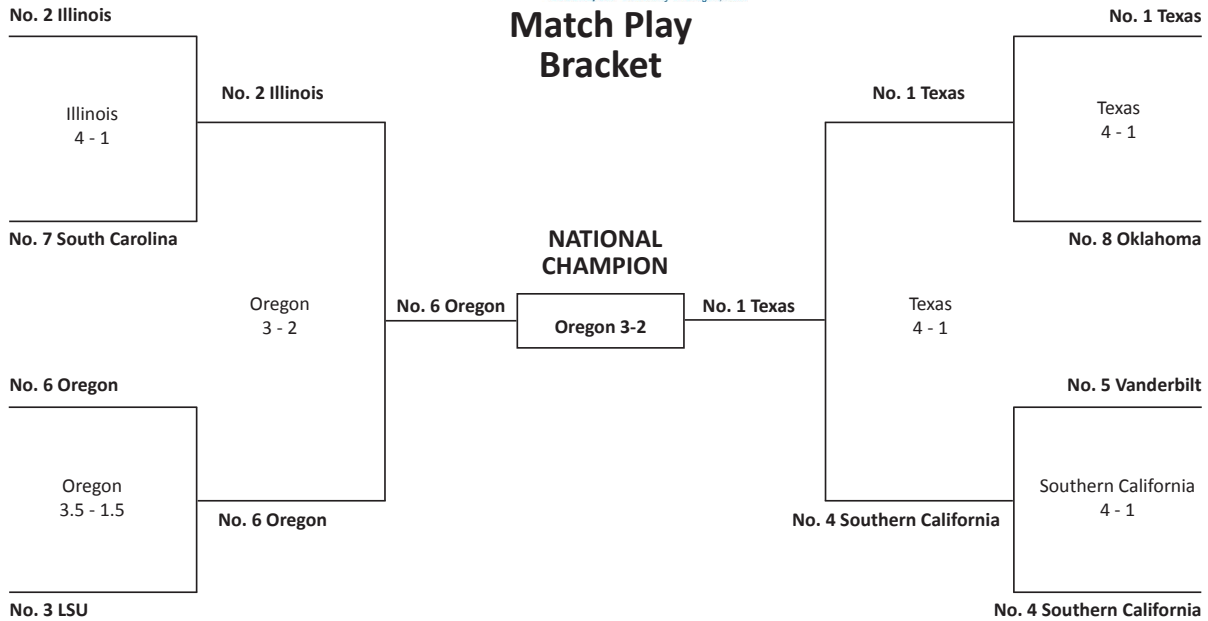 No. 2 Illinois
Match Play
Bracket
No. 1 Texas
No. 2 Illinois
No. 1 Texas
Illinois
4 - 1
Texas
4 - 1
No. 7 South Carolina
NATIONAL
CHAMPION
No. 8 Oklahoma
Oregon
3 - 2
No. 6 Oregon
Oregon 3-2
No. 1 Texas
Texas
4 - 1
No. 6 Oregon
No. 5 Vanderbilt
Oregon
3.5 - 1.5
Southern California
4 - 1
No. 6 Oregon
No. 4 Southern California
No. 3 LSU
No. 4 Southern California